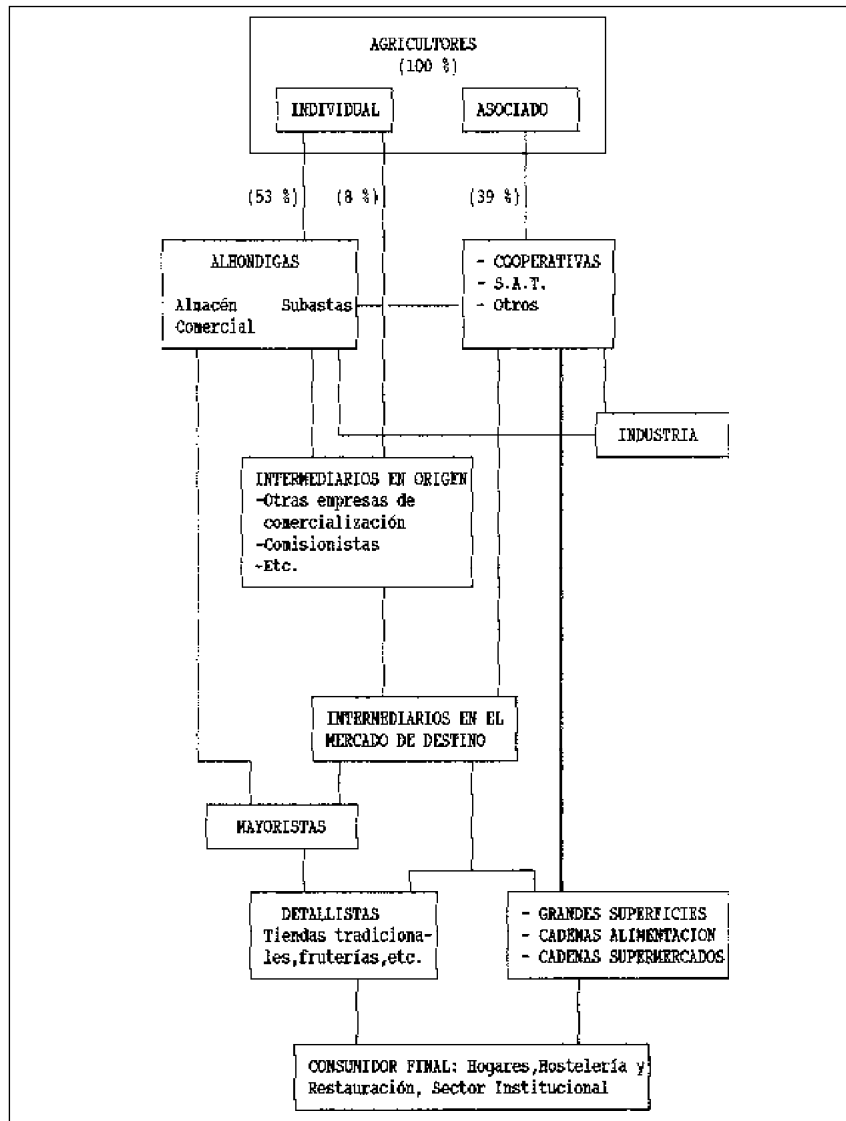 AGRICULTORES
(100 %)
INDIVIDUAL
ASOCIADO
(53 %)
(8 %)
(39 %)
ALHONDIGAS
Almacén Subastas
Comercial
- COOPERATIVAS
- S.A.T.
- Otros
INDUSTRIA
INTERMEDIARIOS EN ORIGEN
-Otras empresas de
comercialización
-Comisionistas
-Etc.
INTERMEDIARIOS EN EL
MERCADO DE DESTINO
MAYORISTAS
DETALLISTAS
Tiendas tradiciona-
les,fruterías,etc.
- GRANDES SUPERFICIES
- CADENAS ALIMENTACION
- CADENAS SUPERMERCADOS
CONSUMIDOR FINAL: Hogares,Hostelería y
Restauración, Sector Institucional